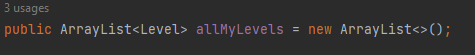 3 usages
public ArrayList<Level> allMyLevels = new ArrayList<>();